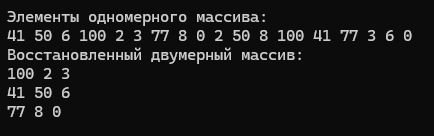 Элементы одномерного массива:
41 50 6 100 2 3 77 8 0 2 50 8 100 41 77 3 6 0
Восстановленный двумерный массив:
100 2 3
41 50 6
77 8 0